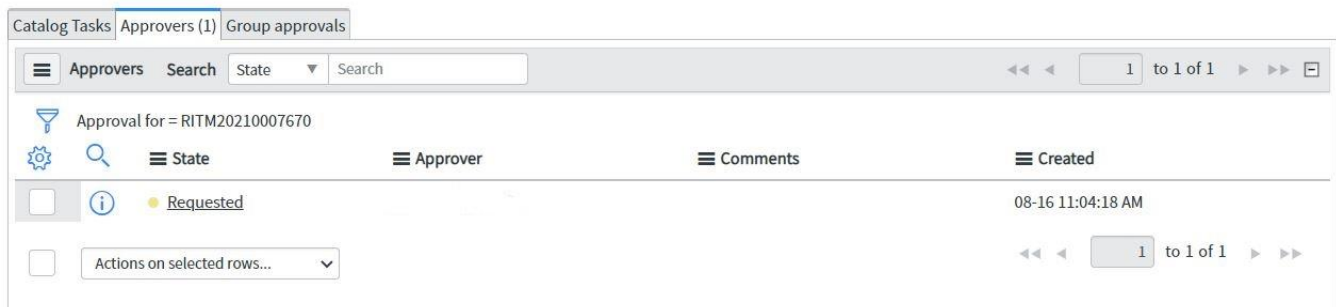 Catalog Tasks Approvers (1) Group approvals
Approvers Search State Search 1 to 1 of 1
Approval for = RITM20210007670
State Approver Comments Created
Requested 08-16 11:04:18 AM
Actions on selected rows... 1 to 1 of 1